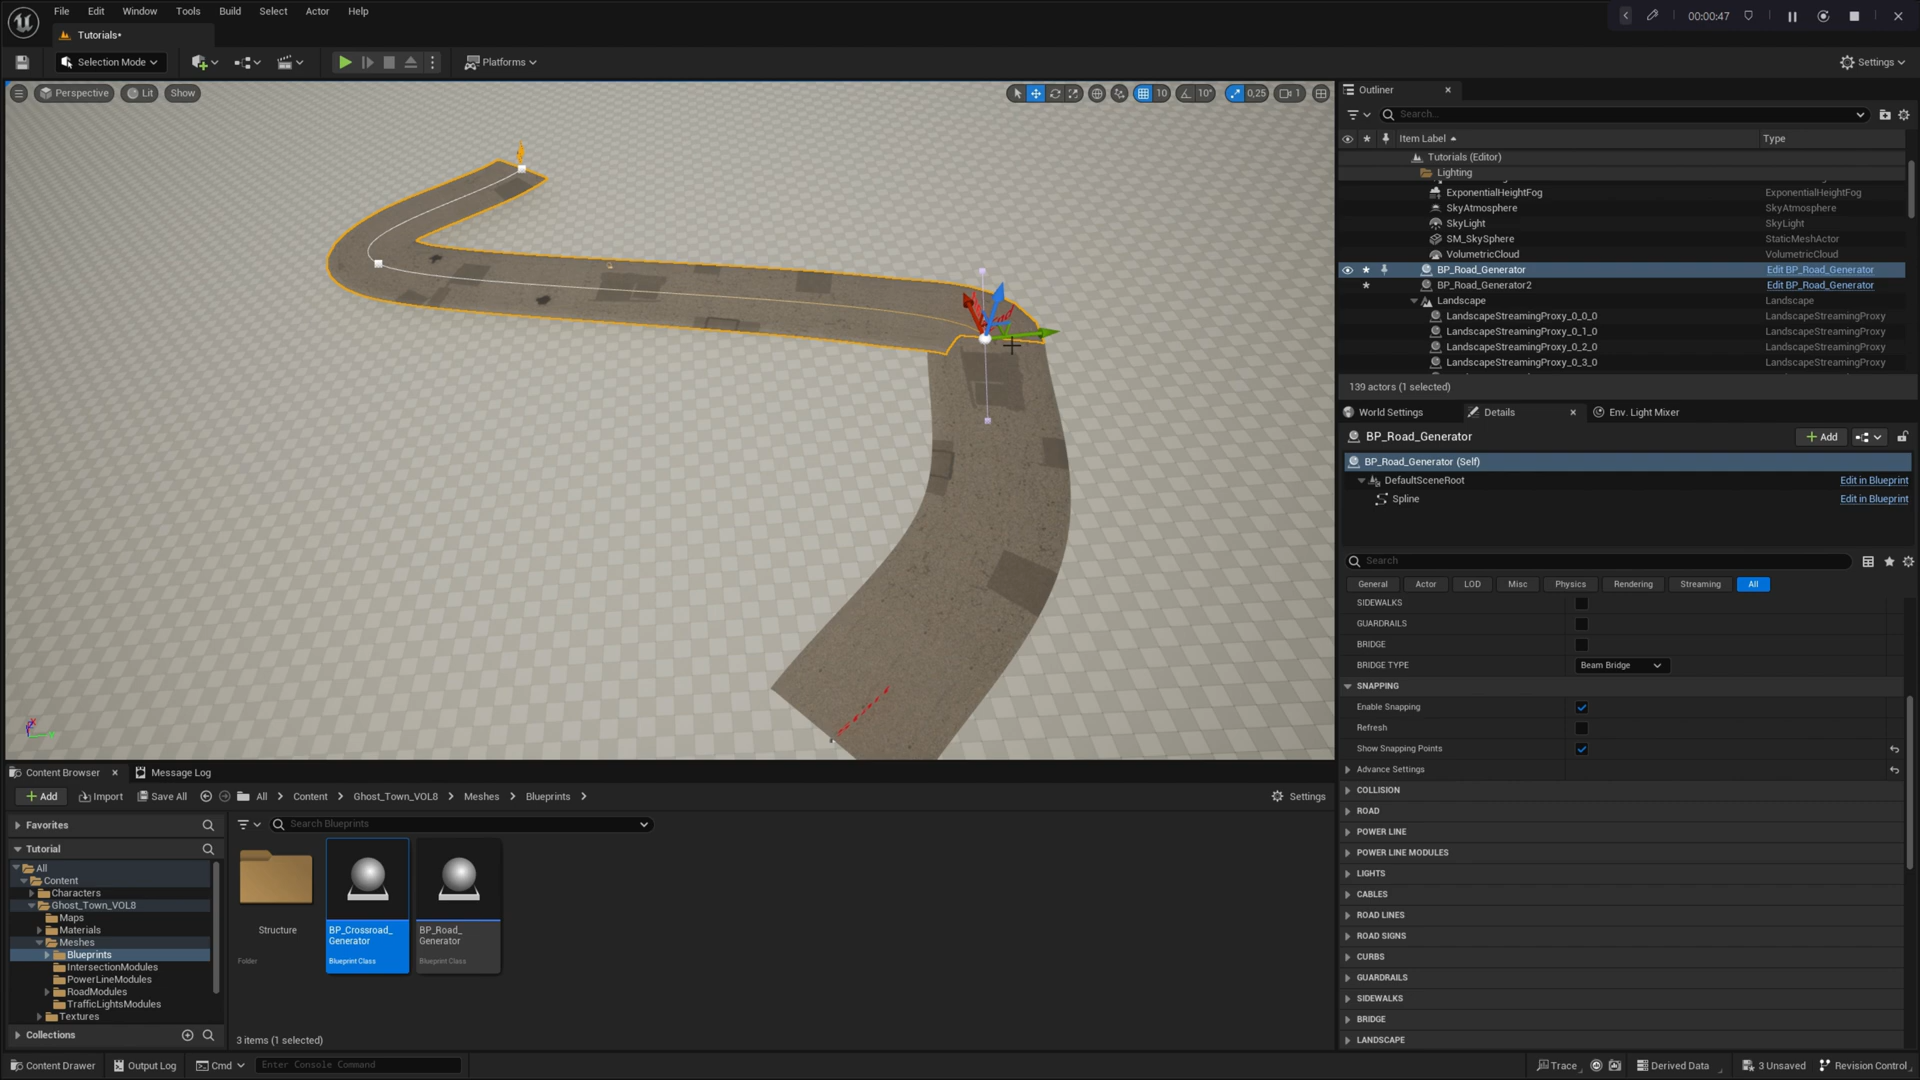 File Edit Window Tools Build Select Actor Help
00:00:47
Tutorials•
Selection Mode
Platforms
Settings
Perspective Lit Show
10 10° 0,25 1
Outliner
Search...
Item Label Type
Tutorials (Editor)
Lighting
ExponentialHeightFog ExponentialHeightFog
SkyAtmosphere SkyAtmosphere
SkyLight SkyLight
SM_SkySphere StaticMeshActor
VolumetricCloud VolumetricCloud
BP_Road_Generator Edit BP_Road_Generator
BP_Road_Generator2 Edit BP_Road_Generator
Landscape Landscape
LandscapeStreamingProxy_0_0_0 LandscapeStreamingProxy
LandscapeStreamingProxy_0_1_0 LandscapeStreamingProxy
LandscapeStreamingProxy_0_2_0 LandscapeStreamingProxy
LandscapeStreamingProxy_0_3_0 LandscapeStreamingProxy
139 actors (1 selected)
World Settings Details Env. Light Mixer
BP_Road_Generator
Add
BP_Road_Generator (Self)
DefaultSceneRoot Edit in Blueprint
Spline Edit in Blueprint
Search
General Actor LOD Misc Physics Rendering Streaming All
SIDEWALKS
GUARDRAILS
BRIDGE
BRIDGE TYPE Beam Bridge
SNAPPING
Enable Snapping
Refresh
Show Snapping Points
Advance Settings
COLLISION
ROAD
POWER LINE
POWER LINE MODULES
LIGHTS
CABLES
ROAD LINES
ROAD SIGNS
CURBS
GUARDRAILS
SIDEWALKS
BRIDGE
LANDSCAPE
Content Browser Message Log
Add Import Save All All Content Ghost_Town_VOL8 Meshes Blueprints Settings
Favorites
Search Blueprints
Tutorial
All
Content
Characters
Ghost_Town_VOL8
Maps
Materials
Meshes
Blueprints
IntersectionModules
PowerLineModules
RoadModules
TrafficLightsModules
Textures
Collections
Structure
Folder
BP_Crossroad_
Generator
Blueprint Class
BP_Road_
Generator
Blueprint Class
3 items (1 selected)
Content Drawer Output Log Cmd Enter Console Command Trace Derived Data 3 Unsaved Revision Control